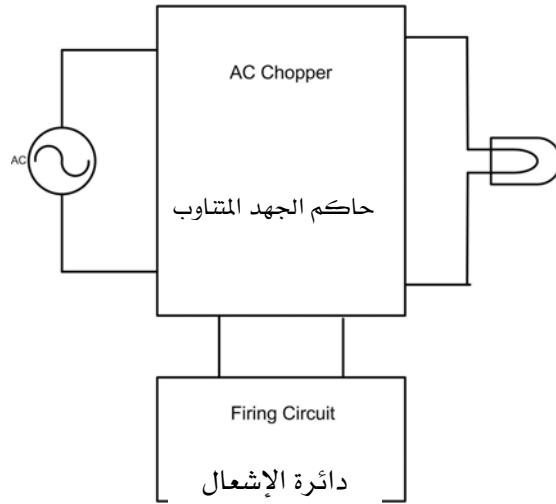 AC Chopper
AC
حاكم الجهد المتناوب
Firing Circuit
دائرة الإشعال